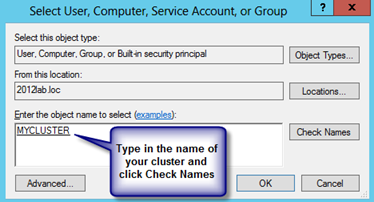 Select User, Computer, Service Account, or Group
?
x
Select this object type:
User, Computer, Group, or Built-in security principal
Object Types...
From this location:
2012lab.loc
Locations...
Enter the object name to select (examples):
MYCLUSTER
Check Names
Type in the name of
your cluster and
click Check Names
Advanced...
OK
Cancel